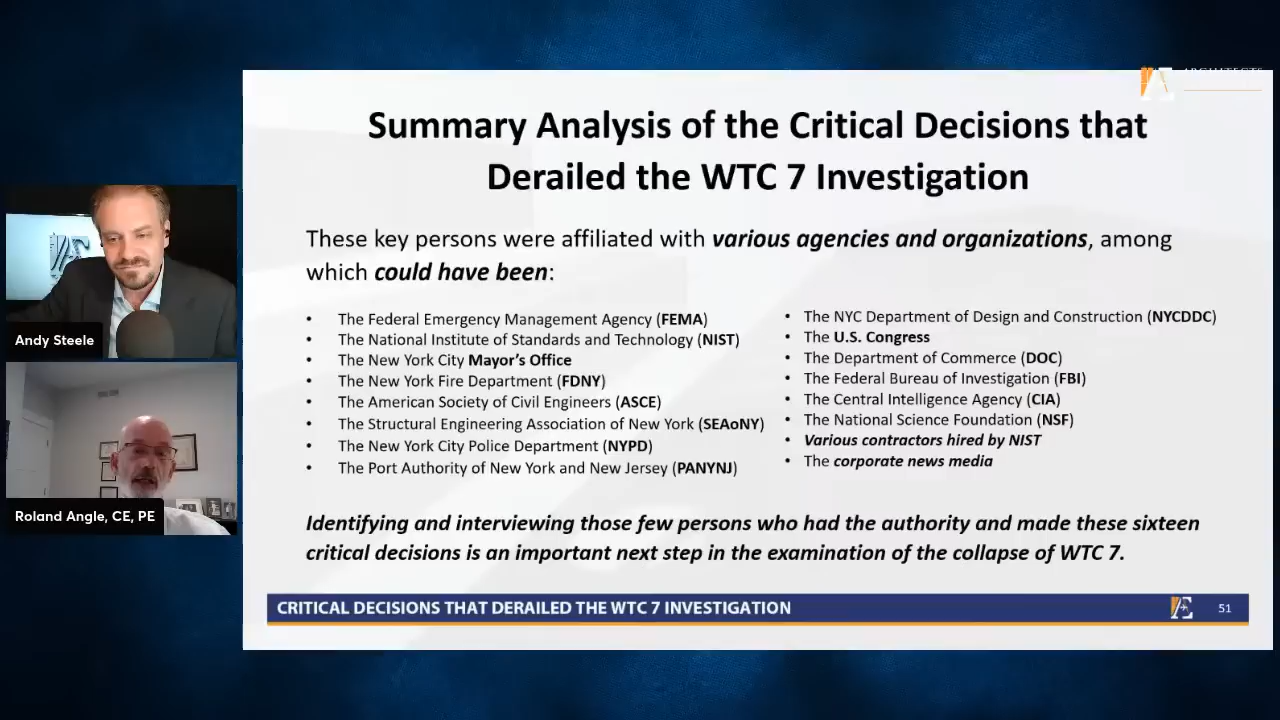 ARCHITECTS
Summary Analysis of the Critical Decisions that
Derailed the WTC 7 Investigation
These key persons were affiliated with various agencies and organizations, among
which could have been:
• The Federal Emergency Management Agency (FEMA)
• The National Institute of Standards and Technology (NIST)
• The New York City Mayor's Office
• The New York Fire Department (FDNY)
• The American Society of Civil Engineers (ASCE)
• The Structural Engineering Association of New York (SEAoNY)
• The New York City Police Department (NYPD)
• The Port Authority of New York and New Jersey (PANYNJ)
• The NYC Department of Design and Construction (NYCDDC)
• The U.S. Congress
• The Department of Commerce (DOC)
• The Federal Bureau of Investigation (FBI)
• The Central Intelligence Agency (CIA)
• The National Science Foundation (NSF)
• Various contractors hired by NIST
• The corporate news media
Identifying and interviewing those few persons who had the authority and made these sixteen
critical decisions is an important next step in the examination of the collapse of WTC 7.
CRITICAL DECISIONS THAT DERAILED THE WTC 7 INVESTIGATION
51
Andy Steele
Roland Angle, CE, PE